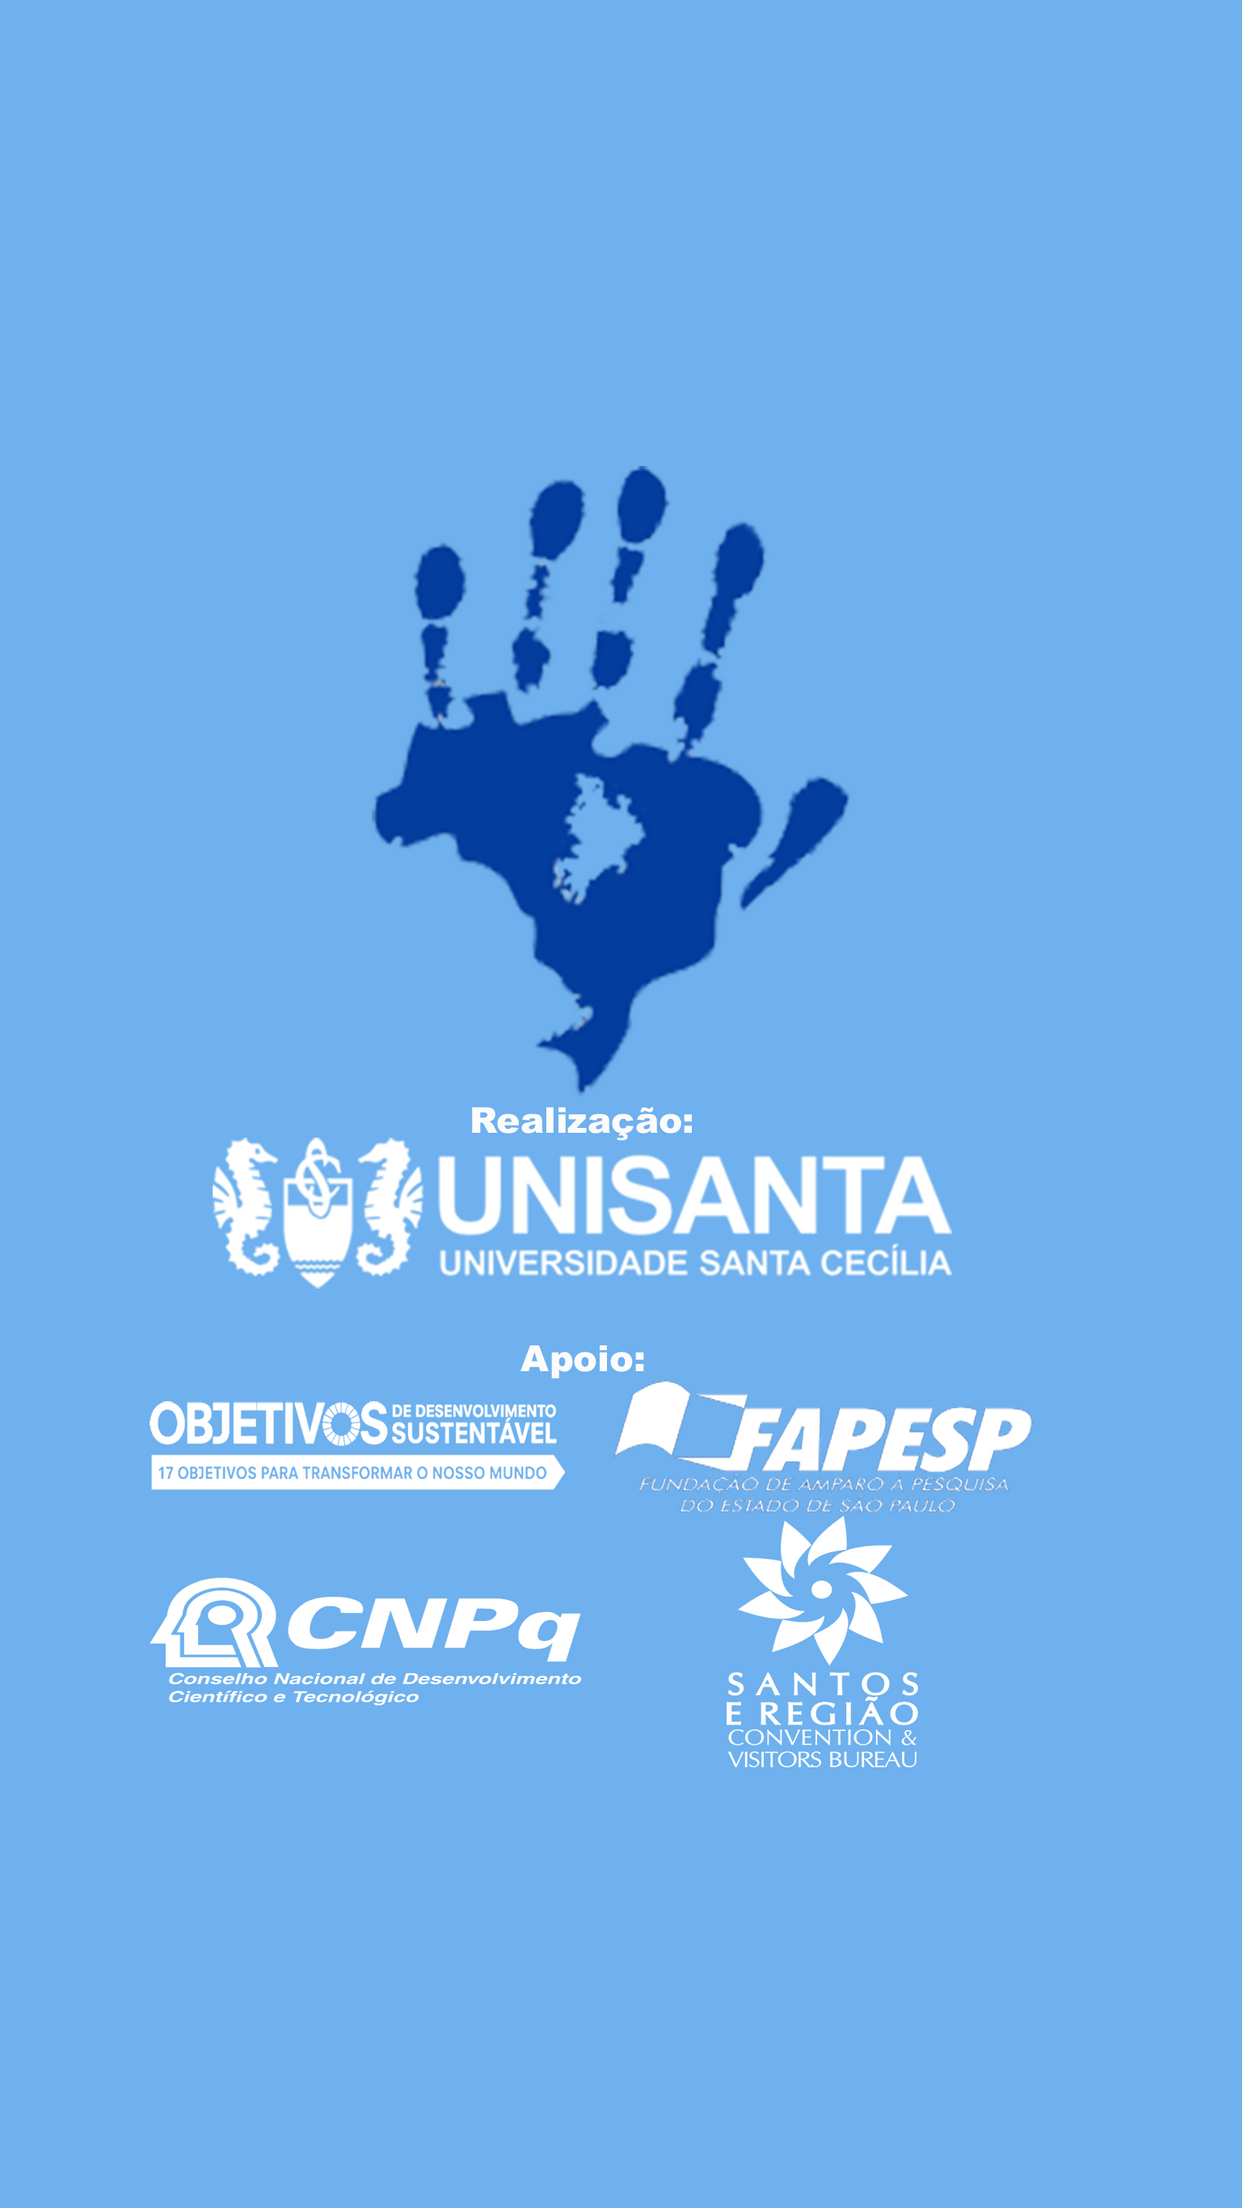 Realização:
UNISANTA
UNIVERSIDADE SANTA CECÍLIA
Apoio:
OBJETIVOS DE DESENVOLVIMENTO
SUSTENTÁVEL
17 OBJETIVOS PARA TRANSFORMAR O NOSSO MUNDO
FAPESP
FUNDAÇÃO DE AMPARO A PESQUISA
DO ESTADO DE SÃO PAULO
CNPq
Conselho Nacional de Desenvolvimento
Científico e Tecnológico
SANTOS
E REGIÃO
CONVENTION &
VISITORS BUREAU